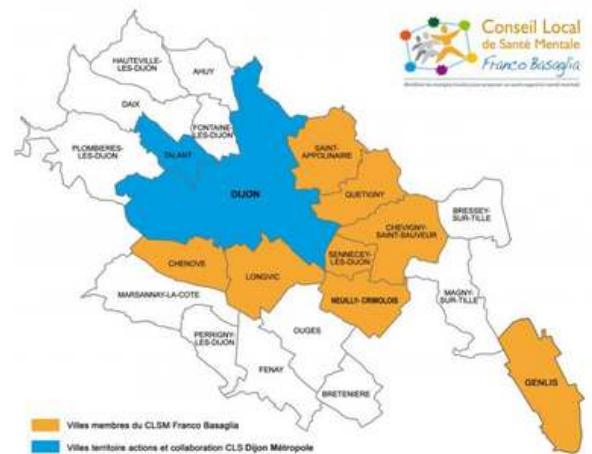 Conseil Local
de Santé Mentale
Franco Basaglia
HAUTEVILLE-
LES-DIJON
AHUY
DAIX
FONTAINE-
LES-DIJON
PLOMBIERES-
LES-DIJON
TALANT
SAINT-
APPOLINAIRE
DIJON
QUETIGNY
BRESSEY-
SUR-TILLE
CHEVIGNY-
SAINT-SAUVEUR
SENNECEY-
LES-DIJON
CHENOVE
LONGVIC
MARSANNAY-LA-COTE
NEUILLY- CRIMOLOIS
MAGNY-
SUR-TILLE
PERRIGNY-
LES-DIJON
OUGES
FENAY
BRETENIERE
GENLIS
Villes membres du CLSM Franco Basaglia
Villes territoire actions et collaboration CLS Dijon Métropole